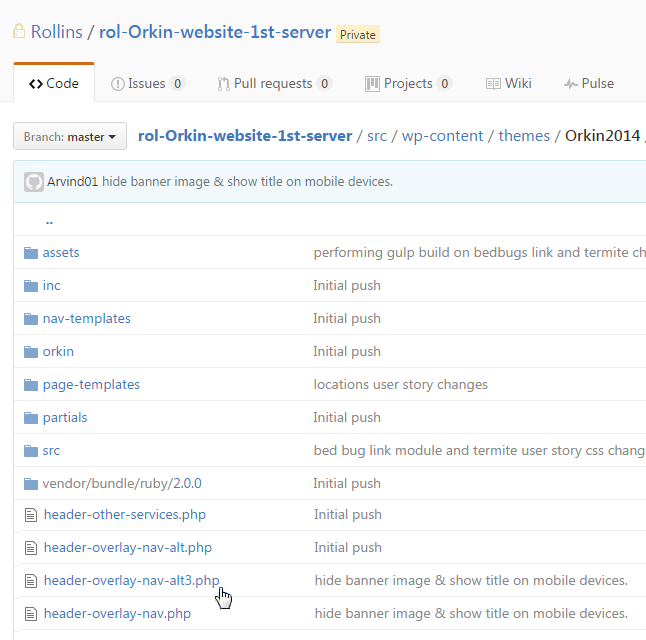 Rollins / rol-Orkin-website-1st-server Private
Code Issues 0 Pull requests 0 Projects 0 Wiki Pulse
Branch: master rol-Orkin-website-1st-server / src / wp-content / themes / Orkin2014 /
Arvind01 hide banner image & show title on mobile devices.
..
assets performing gulp build on bedbugs link and termite ch
inc Initial push
nav-templates Initial push
orkin Initial push
page-templates locations user story changes
partials Initial push
src bed bug link module and termite user story css chang
vendor/bundle/ruby/2.0.0 Initial push
header-other-services.php Initial push
header-overlay-nav-alt.php Initial push
header-overlay-nav-alt3.php hide banner image & show title on mobile devices.
header-overlay-nav.php hide banner image & show title on mobile devices.